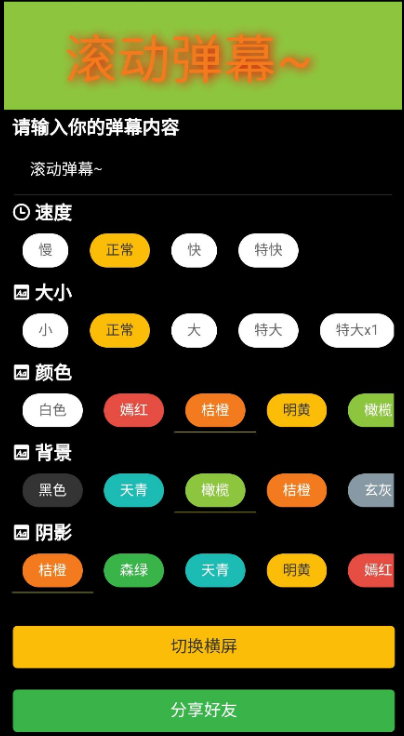 滚动弹幕~
请输入你的弹幕内容
滚动弹幕~
速度
慢 正常 快 特快
Aa 大小
小 正常 大 特大 特大x1
Aa 颜色
白色 嫣红 桔橙 明黄 橄榄
Aa 背景
黑色 天青 橄榄 桔橙 玄灰
Aa 阴影
桔橙 森绿 天青 明黄 嫣红
切换横屏
分享好友